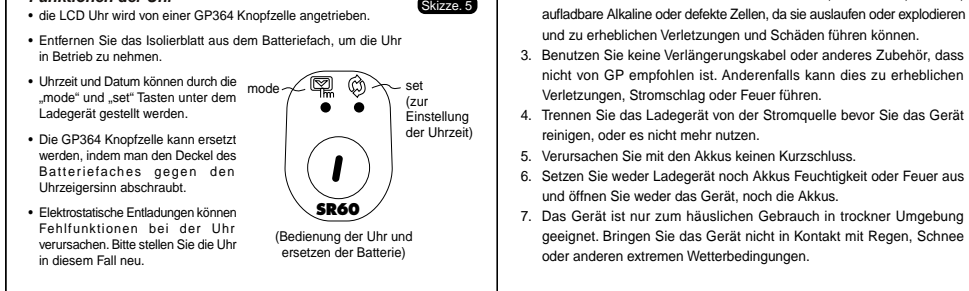 Funktionen der Uhr
Skizze. 5
• die LCD Uhr wird von einer GP364 Knopfzelle angetrieben.
• Entfernen Sie das Isolierblatt aus dem Batteriefach, um die Uhr
in Betrieb zu nehmen.
• Uhrzeit und Datum können durch die
„mode“ und „set“ Tasten unter dem
Ladegerät gestellt werden.
• Die GP364 Knopfzelle kann ersetzt
werden, indem man den Deckel des
Batteriefaches gegen den
Uhrzeigersinn abschraubt.
• Elektrostatische Entladungen können
Fehlfunktionen bei der Uhr
verursachen. Bitte stellen Sie die Uhr
in diesem Fall neu.
mode
set
(zur
Einstellung
der Uhrzeit)
SR60
(Bedienung der Uhr und
ersetzen der Batterie)
aufladbare Alkaline oder defekte Zellen, da sie auslaufen oder explodieren
und zu erheblichen Verletzungen und Schäden führen können.
3. Benutzen Sie keine Verlängerungskabel oder anderes Zubehör, dass
nicht von GP empfohlen ist. Anderenfalls kann dies zu erheblichen
Verletzungen, Stromschlag oder Feuer führen.
4. Trennen Sie das Ladegerät von der Stromquelle bevor Sie das Gerät
reinigen, oder es nicht mehr nutzen.
5. Verursachen Sie mit den Akkus keinen Kurzschluss.
6. Setzen Sie weder Ladegerät noch Akkus Feuchtigkeit oder Feuer aus
und öffnen Sie weder das Gerät, noch die Akkus.
7. Das Gerät ist nur zum häuslichen Gebrauch in trockner Umgebung
geeignet. Bringen Sie das Gerät nicht in Kontakt mit Regen, Schnee
oder anderen extremen Wetterbedingungen.